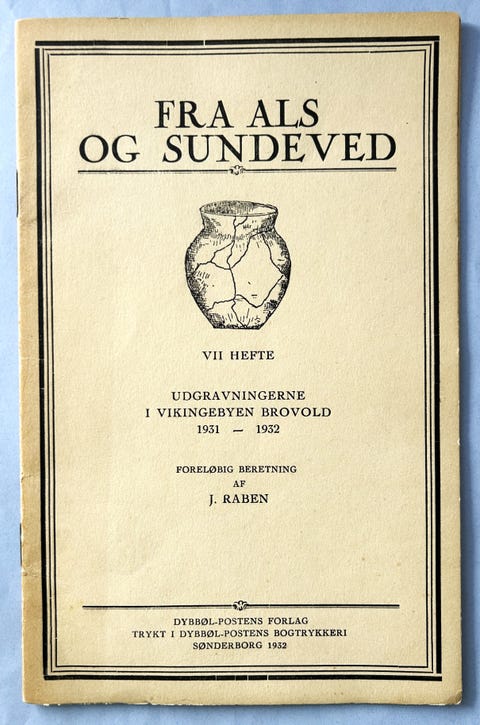 FRA ALS
OG SUNDEVED
VII HEFTE
UDGRAVNINGERNE
I VIKINGEBYEN BROVOLD
1931 — 1932
FORELØBIG BERETNING
AF
J. RABEN
DYBBØL-POSTENS FORLAG
TRYKT I DYBBØL-POSTENS BOGTRYKKERI
SØNDERBORG 1932